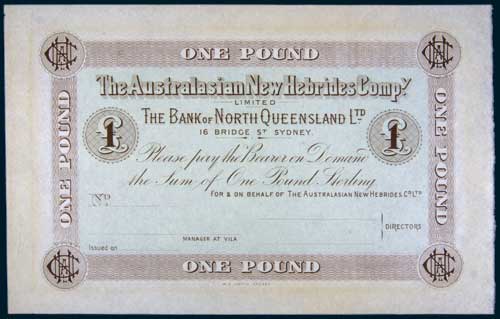 ONE POUND
The Australasian New Hebrides Compy
LIMITED
THE BANK OF NORTH QUEENSLAND LTD
16 BRIDGE ST SYDNEY.
£1
£1
Please pay the Bearer on Demand
the Sum of One Pound Sterling
FOR & ON BEHALF OF THE AUSTRALASIAN NEW HEBRIDES CO LTD
No
DIRECTORS
MANAGER AT VILA
Issued on
ONE POUND
ONE POUND
ONE POUND